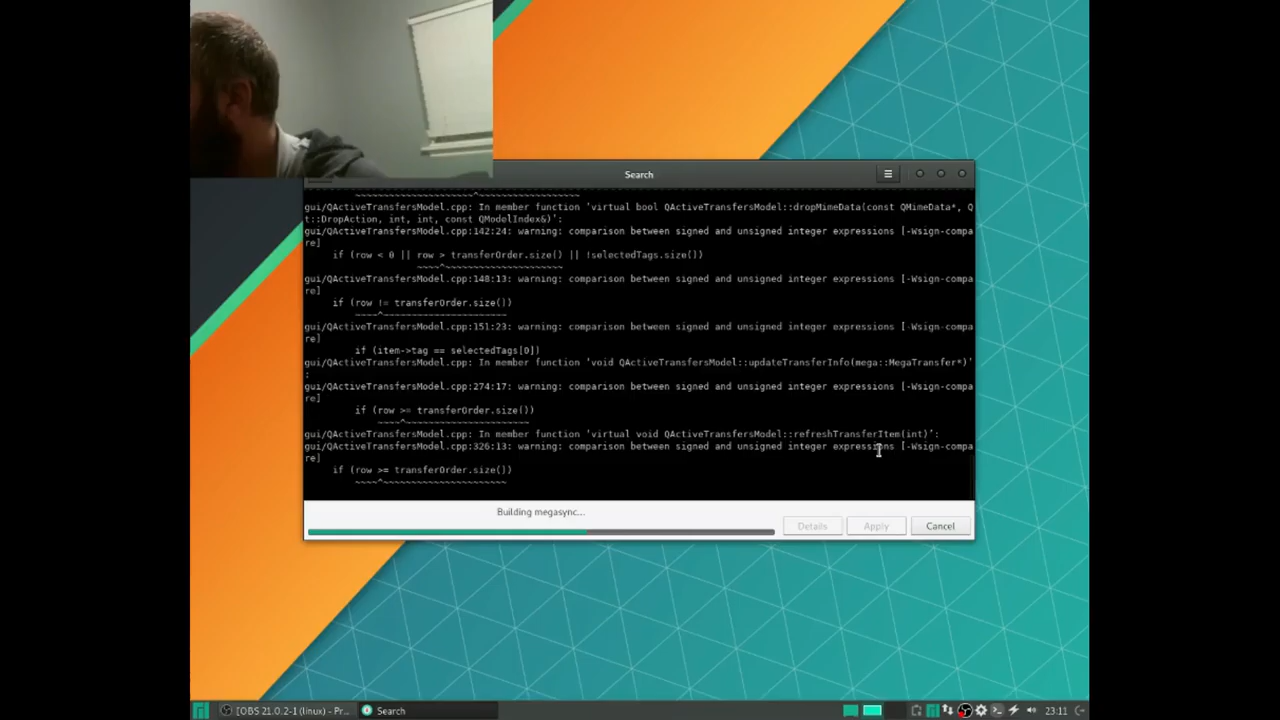 Search
gui/QActiveTransfersModel.cpp: In member function 'virtual bool QActiveTransfersModel::dropMimeData(const QMimeData*, Q
t::DropAction, int, int, const QModelIndex&)':
gui/QActiveTransfersModel.cpp:142:24: warning: comparison between signed and unsigned integer expressions [-Wsign-compa
re]
if (row < 0 || row > transferOrder.size() || !selectedTags.size())
~~~~^~~~~~~~~~~~~~~~~~~~~~
gui/QActiveTransfersModel.cpp:148:13: warning: comparison between signed and unsigned integer expressions [-Wsign-compa
re]
if (row != transferOrder.size())
~~~~^~~~~~~~~~~~~~~~~~~~~~~
gui/QActiveTransfersModel.cpp:151:23: warning: comparison between signed and unsigned integer expressions [-Wsign-compa
re]
if (item->tag == selectedTags[0])
gui/QActiveTransfersModel.cpp: In member function 'void QActiveTransfersModel::updateTransferInfo(mega::MegaTransfer*)'
:
gui/QActiveTransfersModel.cpp:274:17: warning: comparison between signed and unsigned integer expressions [-Wsign-compa
re]
if (row >= transferOrder.size())
~~~~^~~~~~~~~~~~~~~~~~~~~~~
gui/QActiveTransfersModel.cpp: In member function 'virtual void QActiveTransfersModel::refreshTransferItem(int)':
gui/QActiveTransfersModel.cpp:326:13: warning: comparison between signed and unsigned integer expressions [-Wsign-compa
re]
if (row >= transferOrder.size())
~~~~^~~~~~~~~~~~~~~~~~~~~~~
Building megasync...
Details Apply Cancel
[OBS 21.0.2-1 (linux) - Pr... Search 23:11